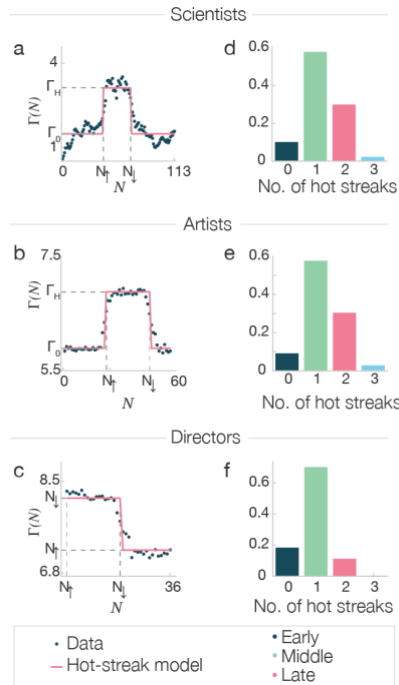 Scientists
a
d
4
Γ_H
Γ(N)
Γ_0
1
0
N↑
N↓
113
N
0.6
0.4
0.2
0
0
1
2
3
No. of hot streaks
Artists
b
e
7.5
Γ_H
Γ(N)
Γ_0
5.5
0
N↑
N↓
60
N
0.6
0.4
0.2
0
0
1
2
3
No. of hot streaks
Directors
c
f
8.5
N↓
Γ(N)
N↑
6.8
N↑
N↓
36
N
0.6
0.4
0.2
0
0
1
2
3
No. of hot streaks
Data
Hot-streak model
Early
Middle
Late